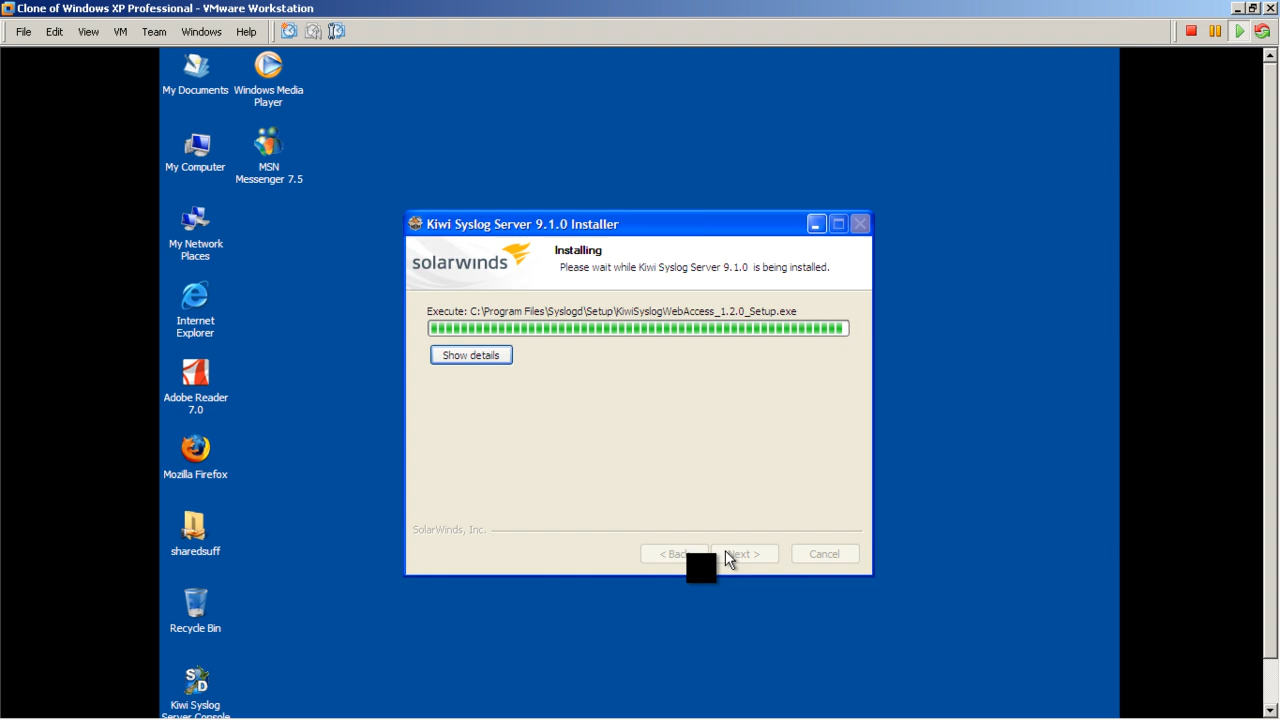 Clone of Windows XP Professional - VMware Workstation
File Edit View VM Team Windows Help
My Documents
Windows Media Player
My Computer
MSN Messenger 7.5
My Network Places
Internet Explorer
Adobe Reader 7.0
Mozilla Firefox
sharedsuff
Recycle Bin
Kiwi Syslog Server Console
Kiwi Syslog Server 9.1.0 Installer
solarwinds
Installing
Please wait while Kiwi Syslog Server 9.1.0 is being installed.
Execute: C:\Program Files\Syslogd\Setup\KiwiSyslogWebAccess_1.2.0_Setup.exe
Show details
SolarWinds, Inc.
< Back Next > Cancel